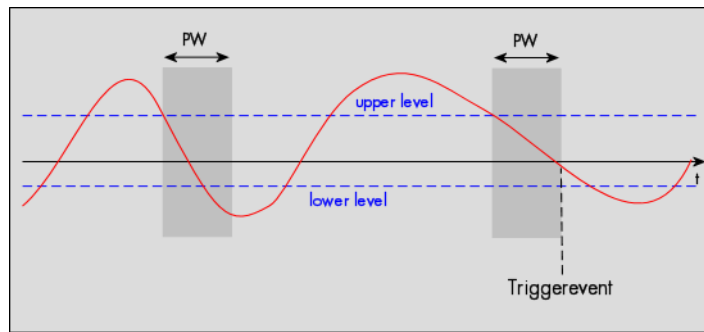 PW
PW
upper level
t
lower level
Triggerevent